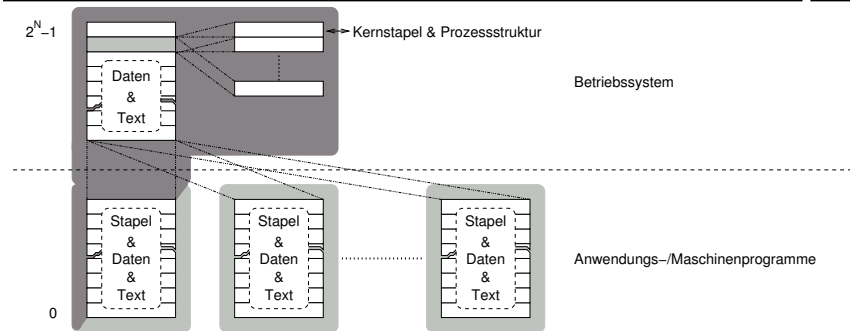 2^N−1
Kernstapel & Prozessstruktur
Daten
&
Text
Betriebssystem
Stapel
&
Daten
&
Text
Stapel
&
Daten
&
Text
Stapel
&
Daten
&
Text
Anwendungs−/Maschinenprogramme
0